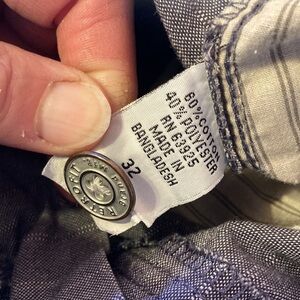 60% COTTON
40% POLYESTER
RN 63925
MADE IN
BANGLADESH
32